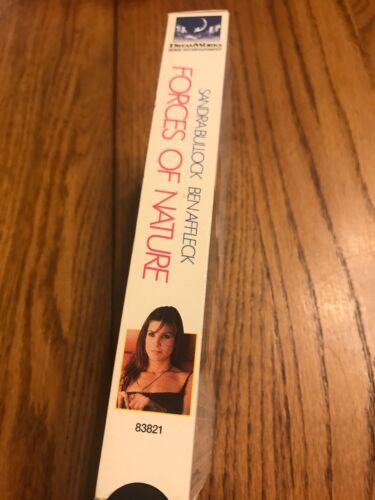 DREAMWORKS
HOME ENTERTAINMENT
SANDRA BULLOCK BEN AFFLECK
FORCES OF NATURE
83821